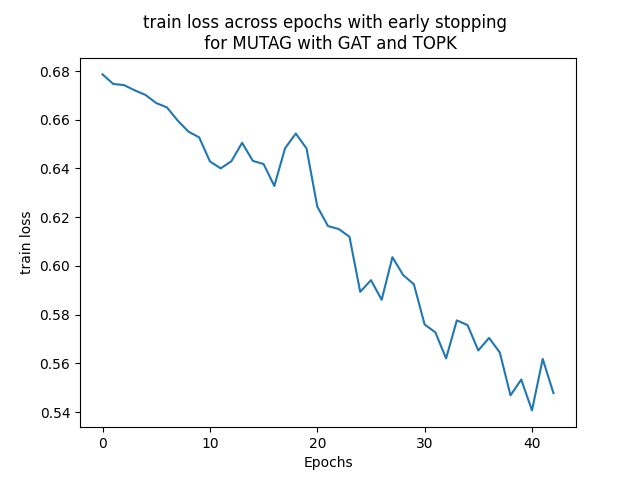 train loss across epochs with early stopping
for MUTAG with GAT and TOPK
train loss
0.68
0.66
0.64
0.62
0.60
0.58
0.56
0.54
0 10 20 30 40
Epochs